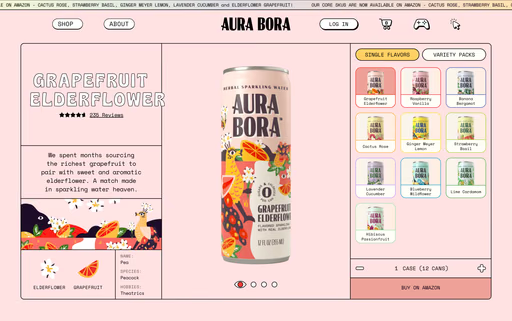 E ON AMAZON - CACTUS ROSE, STRAWBERRY BASIL, GINGER MEYER LEMON, LAVENDER CUCUMBER and ELDERFLOWER GRAPEFRUIT!
OUR CORE SKUS ARE NOW AVAILABLE ON AMAZON - CACTUS ROSE, STRAWBERRY BASIL,
SHOP
ABOUT
AURA BORA
LOG IN
GRAPEFRUIT
ELDERFLOWER
235 Reviews
We spent months sourcing
the richest grapefruit to
pair with sweet and aromatic
elderflower. A match made
in sparkling water heaven.
ELDERFLOWER
GRAPEFRUIT
NAME:
Pea
SPECIES:
Peacock
HOBBIES:
Theatrics
HERBAL SPARKLING WATER
AURA
BORA
GRAPEFRUIT
ELDERFLOWER
12 FL OZ (355 ML)
SINGLE FLAVORS
VARIETY PACKS
Grapefruit
Elderflower
Raspberry
Vanilla
Banana
Bergamot
Cactus Rose
Ginger Meyer
Lemon
Strawberry
Basil
Lavender
Cucumber
Blueberry
Wildflower
Lime Cardamom
Hibiscus
Passionfruit
1 CASE (12 CANS)
BUY ON AMAZON